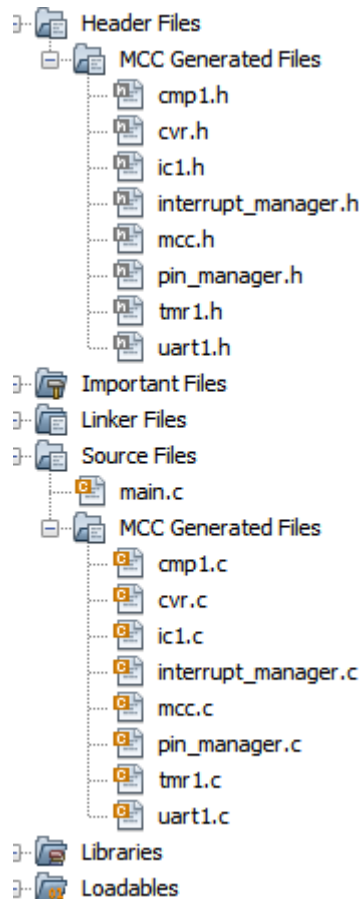 Header Files
MCC Generated Files
cmp1.h
cvr.h
ic1.h
interrupt_manager.h
mcc.h
pin_manager.h
tmr1.h
uart1.h
Important Files
Linker Files
Source Files
main.c
MCC Generated Files
cmp1.c
cvr.c
ic1.c
interrupt_manager.c
mcc.c
pin_manager.c
tmr1.c
uart1.c
Libraries
Loadables